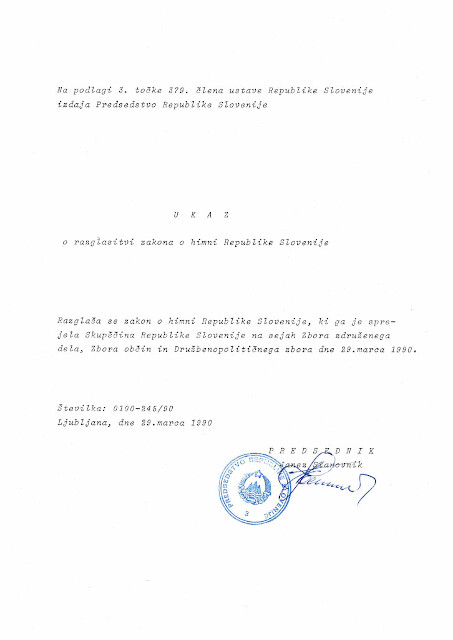 Na podlagi 3. točke 379. člena ustave Republike Slovenije
izdaja Predsedstvo Republike Slovenije
U K A Z
o razglasitvi zakona o himni Republike Slovenije
Razglaša se zakon o himni Republike Slovenije, ki ga je spre-
jela Skupščina Republike Slovenije na sejah Zbora združenega
dela, Zbora občin in Družbenopolitičnega zbora dne 29.marca 1990.
Številka: 0100-245/90
Ljubljana, dne 29.marca 1990
P R E D S E D N I K
Janez Stanovnik
PREDSEDSTVO REPUBLIKE SLOVENIJE
3